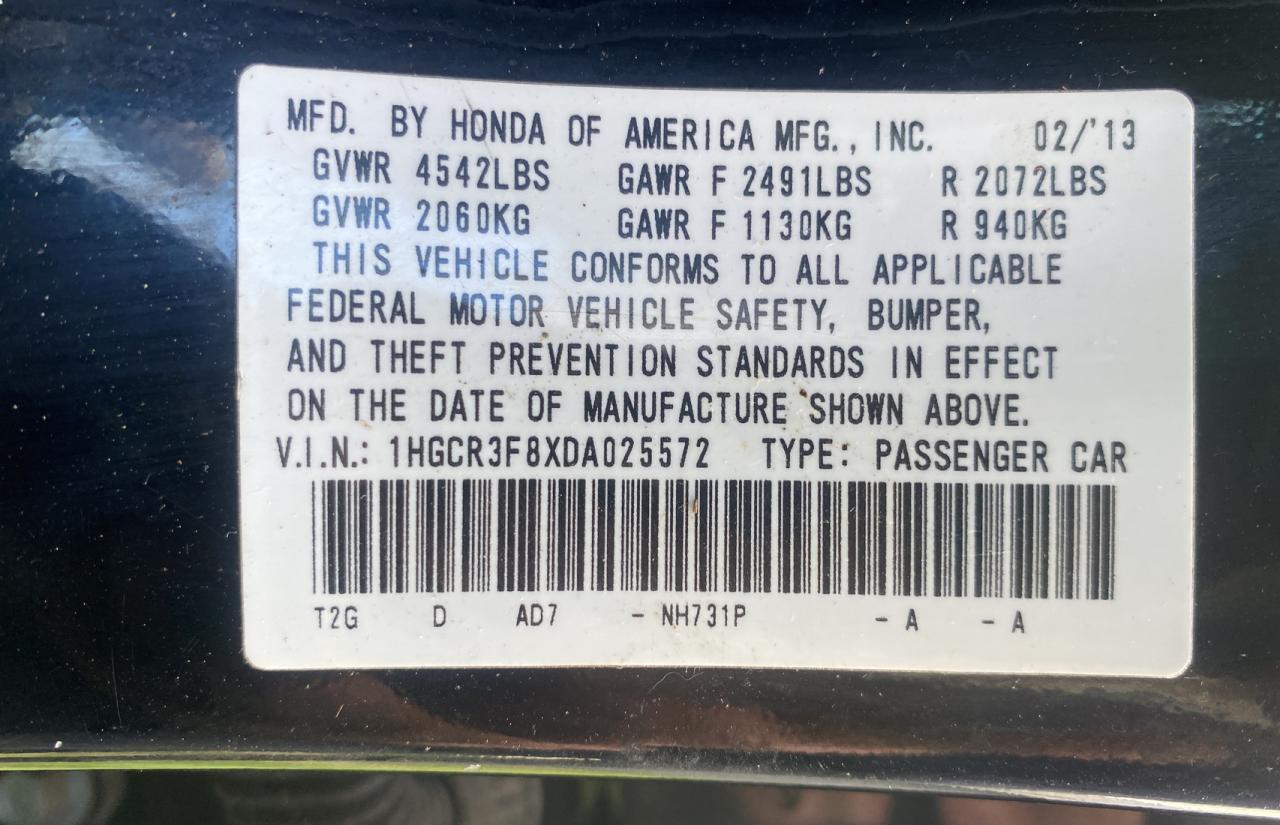 MFD. BY HONDA OF AMERICA MFG., INC. 02/'13
GVWR 4542LBS GAWR F 2491LBS R 2072LBS
GVWR 2060KG GAWR F 1130KG R 940KG
THIS VEHICLE CONFORMS TO ALL APPLICABLE
FEDERAL MOTOR VEHICLE SAFETY, BUMPER,
AND THEFT PREVENTION STANDARDS IN EFFECT
ON THE DATE OF MANUFACTURE SHOWN ABOVE.
V.I.N.: 1HGCR3F8XDA025572 TYPE: PASSENGER CAR
T2G D AD7 - NH731P - A - A